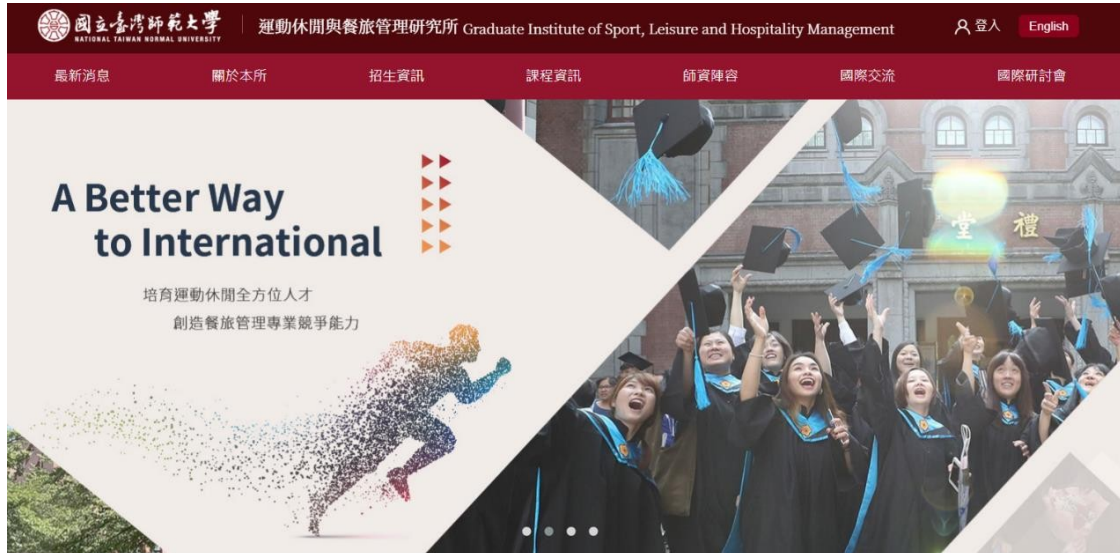 國立臺灣師範大學
NATIONAL TAIWAN NORMAL UNIVERSITY
運動休閒與餐旅管理研究所 Graduate Institute of Sport, Leisure and Hospitality Management
登入
English
最新消息
關於本所
招生資訊
課程資訊
師資陣容
國際交流
國際研討會
A Better Way
to International
培育運動休閒全方位人才
創造餐旅管理專業競爭能力
堂 禮